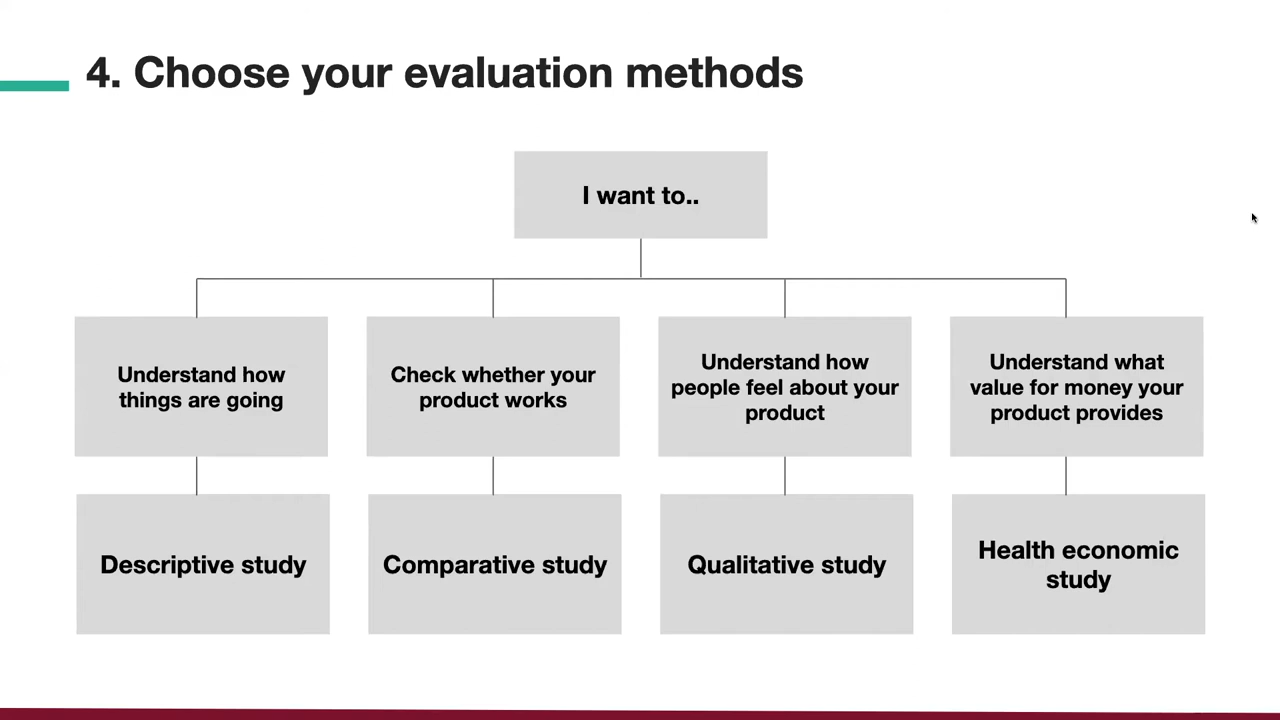 4. Choose your evaluation methods
I want to..
Understand how
things are going
Check whether your
product works
Understand how
people feel about your
product
Understand what
value for money your
product provides
Descriptive study
Comparative study
Qualitative study
Health economic
study